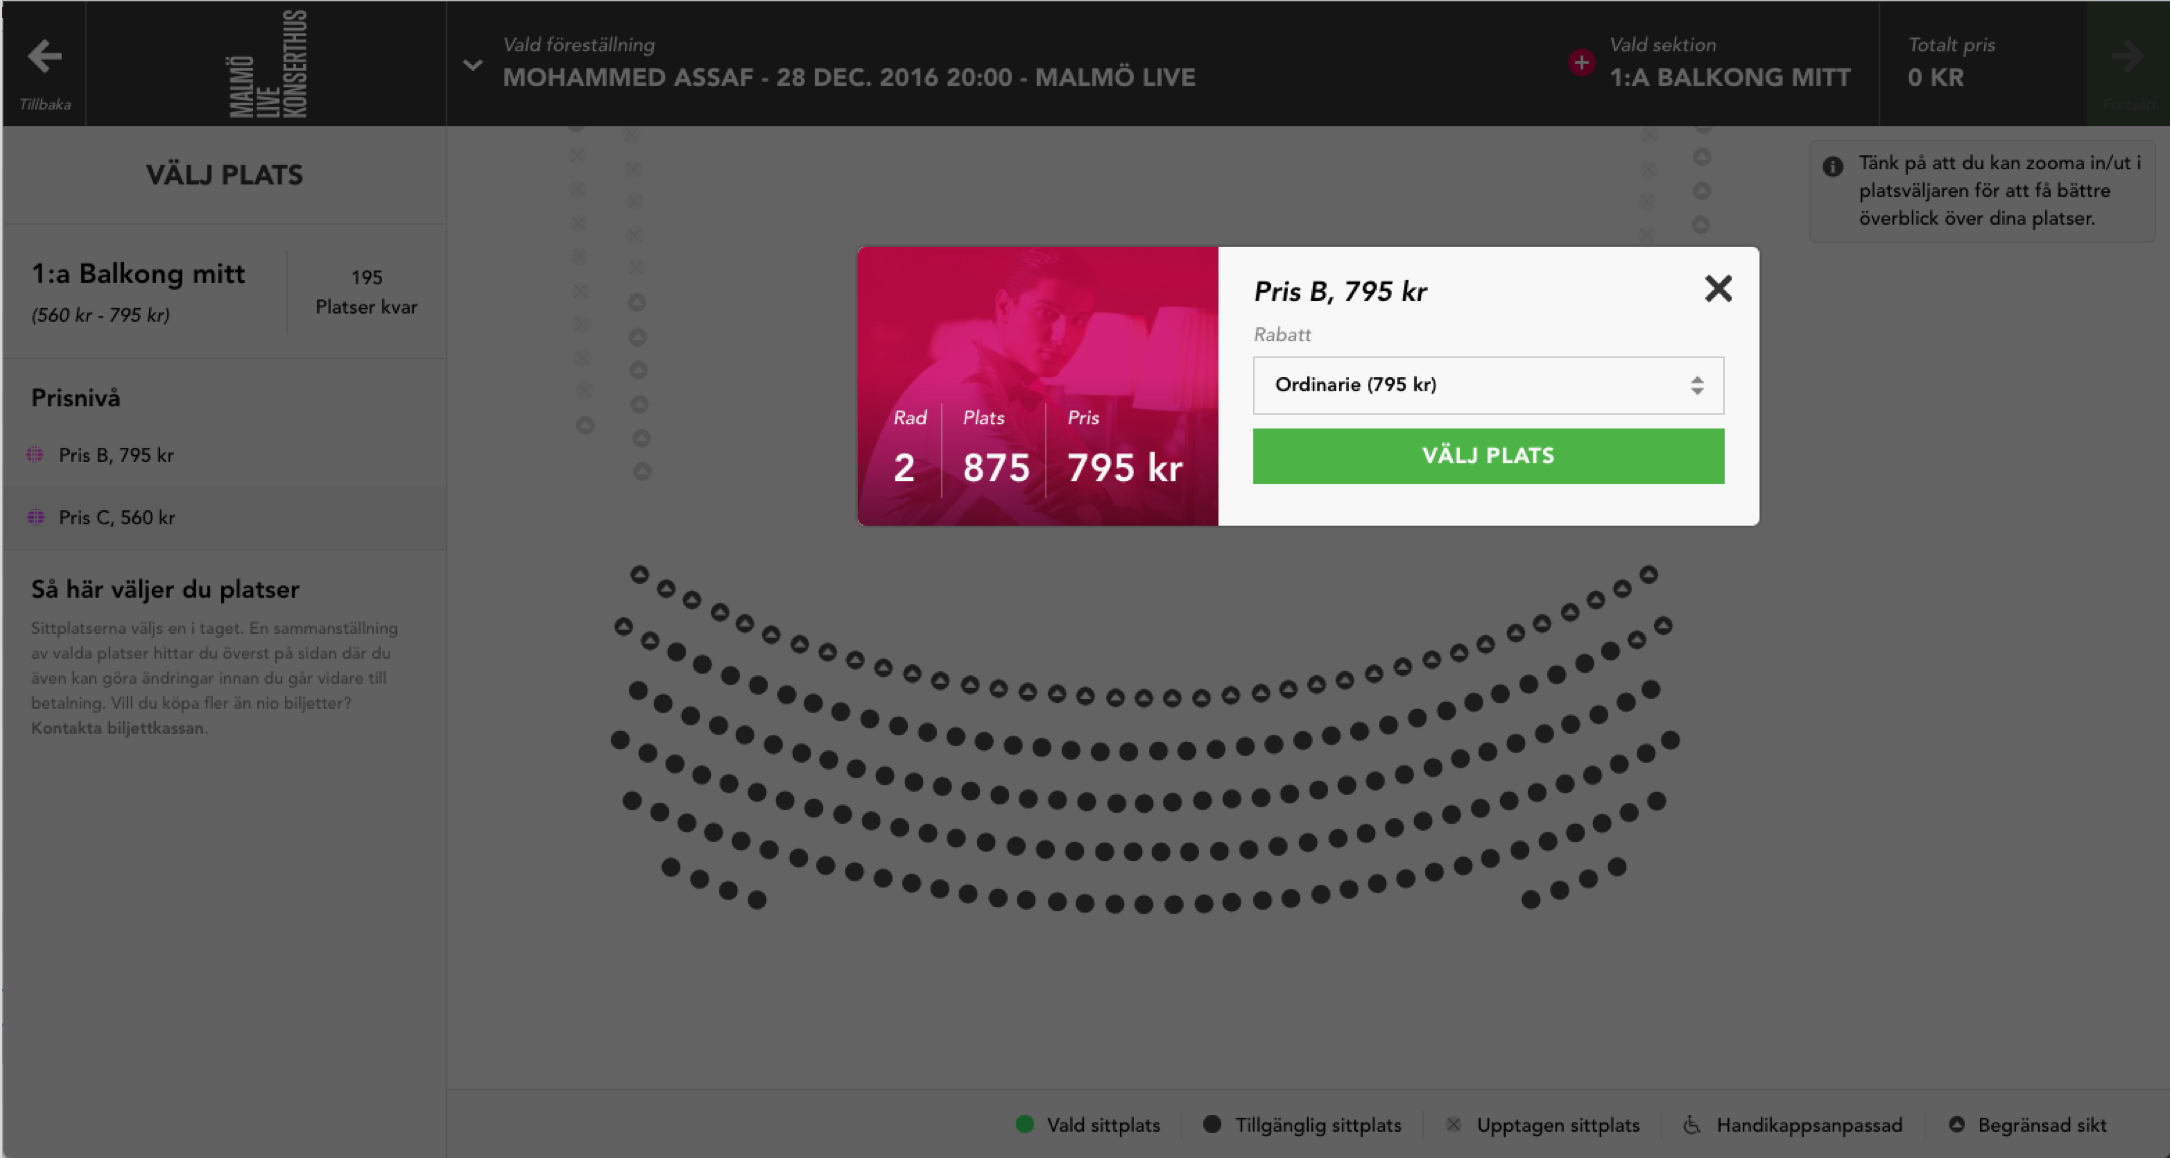 Tillbaka
MALMÖ
LIVE
KONSERTHUS
Vald föreställning
MOHAMMED ASSAF - 28 DEC. 2016 20:00 - MALMÖ LIVE
Vald sektion
1:A BALKONG MITT
Totalt pris
0 KR
Fortsätt
VÄLJ PLATS
1:a Balkong mitt
(560 kr - 795 kr)
195
Platser kvar
Prisnivå
Pris B, 795 kr
Pris C, 560 kr
Så här väljer du platser
Sittplatserna väljs en i taget. En sammanställning
av valda platser hittar du överst på sidan där du
även kan göra ändringar innan du går vidare till
betalning. Vill du köpa fler än nio biljetter?
Kontakta biljettkassan.
Tänk på att du kan zooma in/ut i
platsväljaren för att få bättre
överblick över dina platser.
Rad Plats Pris
2 875 795 kr
Pris B, 795 kr
Rabatt
Ordinarie (795 kr)
VÄLJ PLATS
Vald sittplats
Tillgänglig sittplats
Upptagen sittplats
Handikappsanpassad
Begränsad sikt